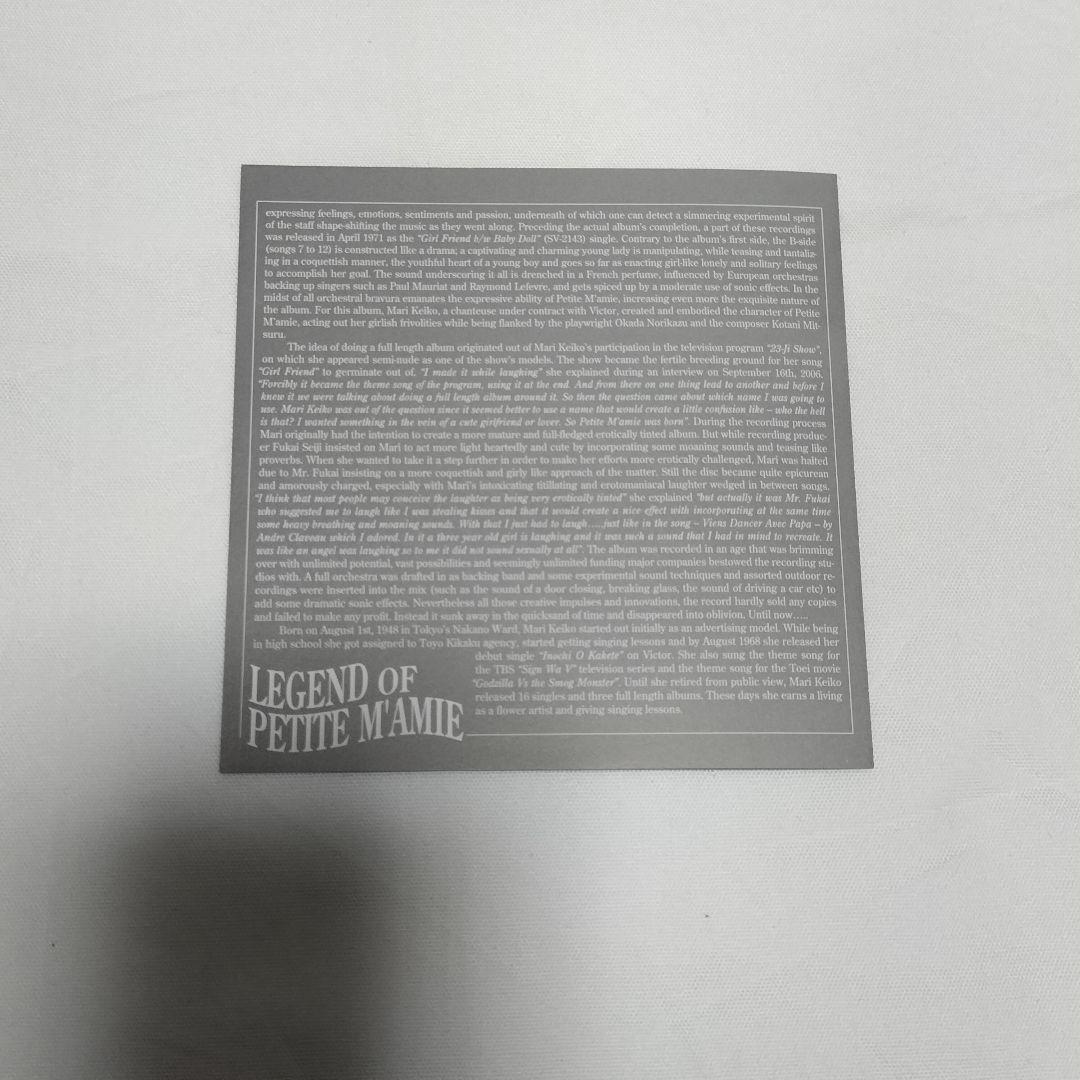 expressing feelings, emotions, sentiments and passion, underneath of which one can detect a simmering experimental spirit
of the staff shape-shifting the music as they went along. Preceding the actual album's completion, a part of these recordings
was released in April 1971 as the "Girl Friend b/w Baby Doll" (SV-2143) single. Contrary to the album's first side, the B-side
(songs 7 to 12) is constructed like a drama; a captivating and charming young lady is manipulating, while teasing and tantaliz-
ing in a coquettish manner, the youthful heart of a young boy and goes so far as enacting girl-like lonely and solitary feelings
to accomplish her goal. The sound underscoring it all is drenched in a French perfume, influenced by European orchestras
backing up singers such as Paul Mauriat and Raymond Lefevre, and gets spiced up by a moderate use of sonic effects. In the
midst of all orchestral bravura emanates the expressive ability of Petite M'amie, increasing even more the exquisite nature of
the album. For this album, Mari Keiko, a chanteuse under contract with Victor, created and embodied the character of Petite
M'amie, acting out her girlish frivolities while being flanked by the playwright Okada Norikazu and the composer Kotani Mit-
suru.
The idea of doing a full length album originated out of Mari Keiko's participation in the television program "23-Ji Show",
on which she appeared semi-nude as one of the show's models. The show became the fertile breeding ground for her song
"Girl Friend" to germinate out of. "I made it while laughing" she explained during an interview on September 16th, 2006.
"Forcibly it became the theme song of the program, using it at the end. And from there on one thing lead to another and before I
knew it we were talking about doing a full length album around it. So then the question came about which name I was going to
use. Mari Keiko was out of the question since it seemed better to use a name that would create a little confusion like – who the hell
is that? I wanted something in the vein of a cute girlfriend or lover. So Petite M'amie was born". During the recording process
Mari originally had the intention to create a more mature and full-fledged erotically tinted album. But while recording produc-
er Fukai Seiji insisted on Mari to act more light heartedly and cute by incorporating some moaning sounds and teasing like
proverbs. When she wanted to take it a step further in order to make her efforts more erotically challenged, Mari was halted
due to Mr. Fukai insisting on a more coquettish and girly like approach of the matter. Still the disc became quite epicurean
and amorously charged, especially with Mari's intoxicating titillating and erotomaniacal laughter wedged in between songs.
"I think that most people may conceive the laughter as being very erotically tinted" she explained "but actually it was Mr. Fukai
who suggested me to laugh like I was stealing kisses and that it would create a nice effect with incorporating at the same time
some heavy breathing and moaning sounds. With that I just had to laugh…..just like in the song – Viens Dancer Avec Papa – by
Andre Claveau which I adored. In it a three year old girl is laughing and it was such a sound that I had in mind to recreate. It
was like an angel was laughing so to me it did not sound sexually at all". The album was recorded in an age that was brimming
over with unlimited potential, vast possibilities and seemingly unlimited funding major companies bestowed the recording stu-
dios with. A full orchestra was drafted in as backing band and some experimental sound techniques and assorted outdoor re-
cordings were inserted into the mix (such as the sound of a door closing, breaking glass, the sound of driving a car etc) to
add some dramatic sonic effects. Nevertheless all those creative impulses and innovations, the record hardly sold any copies
and failed to make any profit. Instead it sunk away in the quicksand of time and disappeared into oblivion. Until now…..
Born on August 1st, 1948 in Tokyo's Nakano Ward, Mari Keiko started out initially as an advertising model. While being
in high school she got assigned to Toyo Kikaku agency, started getting singing lessons and by August 1968 she released her
debut single "Inochi O Kakete" on Victor. She also sung the theme song for
the TBS "Sign Wa V" television series and the theme song for the Toei movie
"Godzilla Vs the Smog Monster". Until she retired from public view, Mari Keiko
released 16 singles and three full length albums. These days she earns a living
as a flower artist and giving singing lessons.
LEGEND OF
PETITE M'AMIE